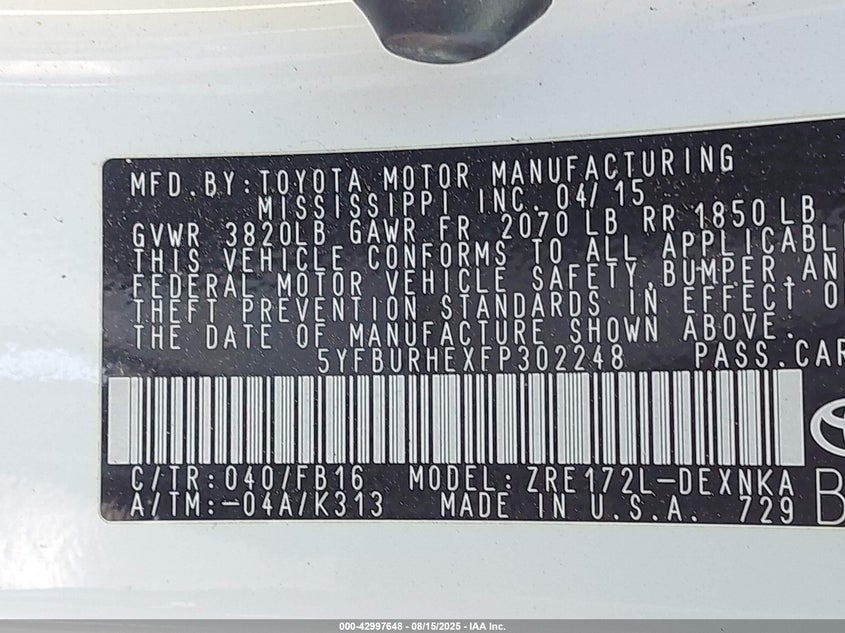 MFD. BY: TOYOTA MOTOR MANUFACTURING
MISSISSIPPI INC. 04/15
GVWR 3820LB GAWR FR 2070 LB RR 1850 LB
THIS VEHICLE CONFORMS TO ALL APPLICABL
FEDERAL MOTOR VEHICLE SAFETY, BUMPER, AN
THEFT PREVENTION STANDARDS IN EFFECT O
THE DATE OF MANUFACTURE SHOWN ABOVE.
5YFBURHEXFP302248 PASS. CAR
C/TR: 040/FB16 MODEL: ZRE172L-DEXNKA
A/TM: -04A/K313 MADE IN U.S.A. 729 B
000-42997648 - 08/15/2025 - IAA Inc.